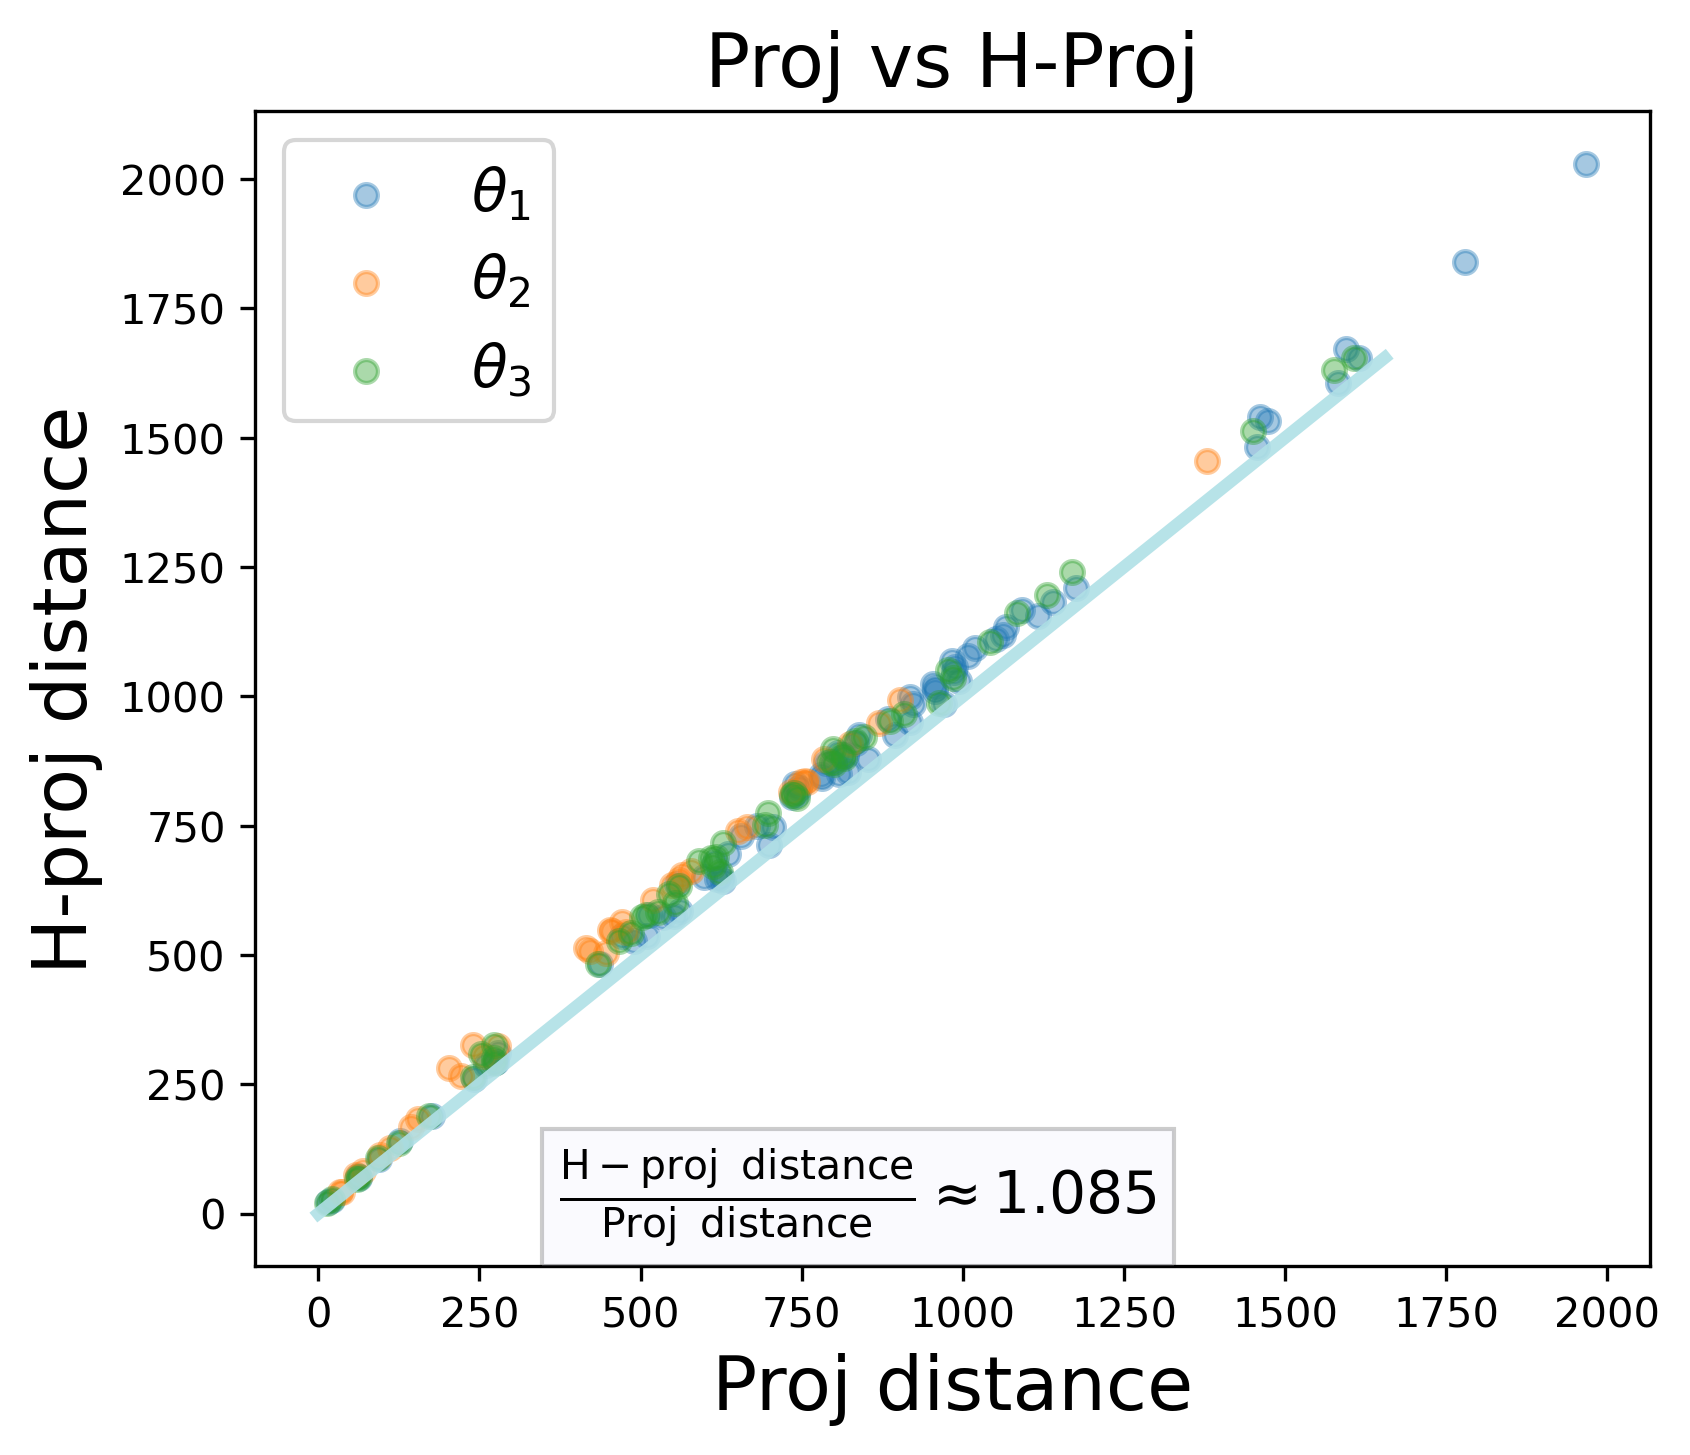 Proj vs H-Proj
θ₁
θ₂
θ₃
H-proj distance
2000
1750
1500
1250
1000
750
500
250
0
H − proj distance
Proj distance
≈ 1.085
0 250 500 750 1000 1250 1500 1750 2000
Proj distance